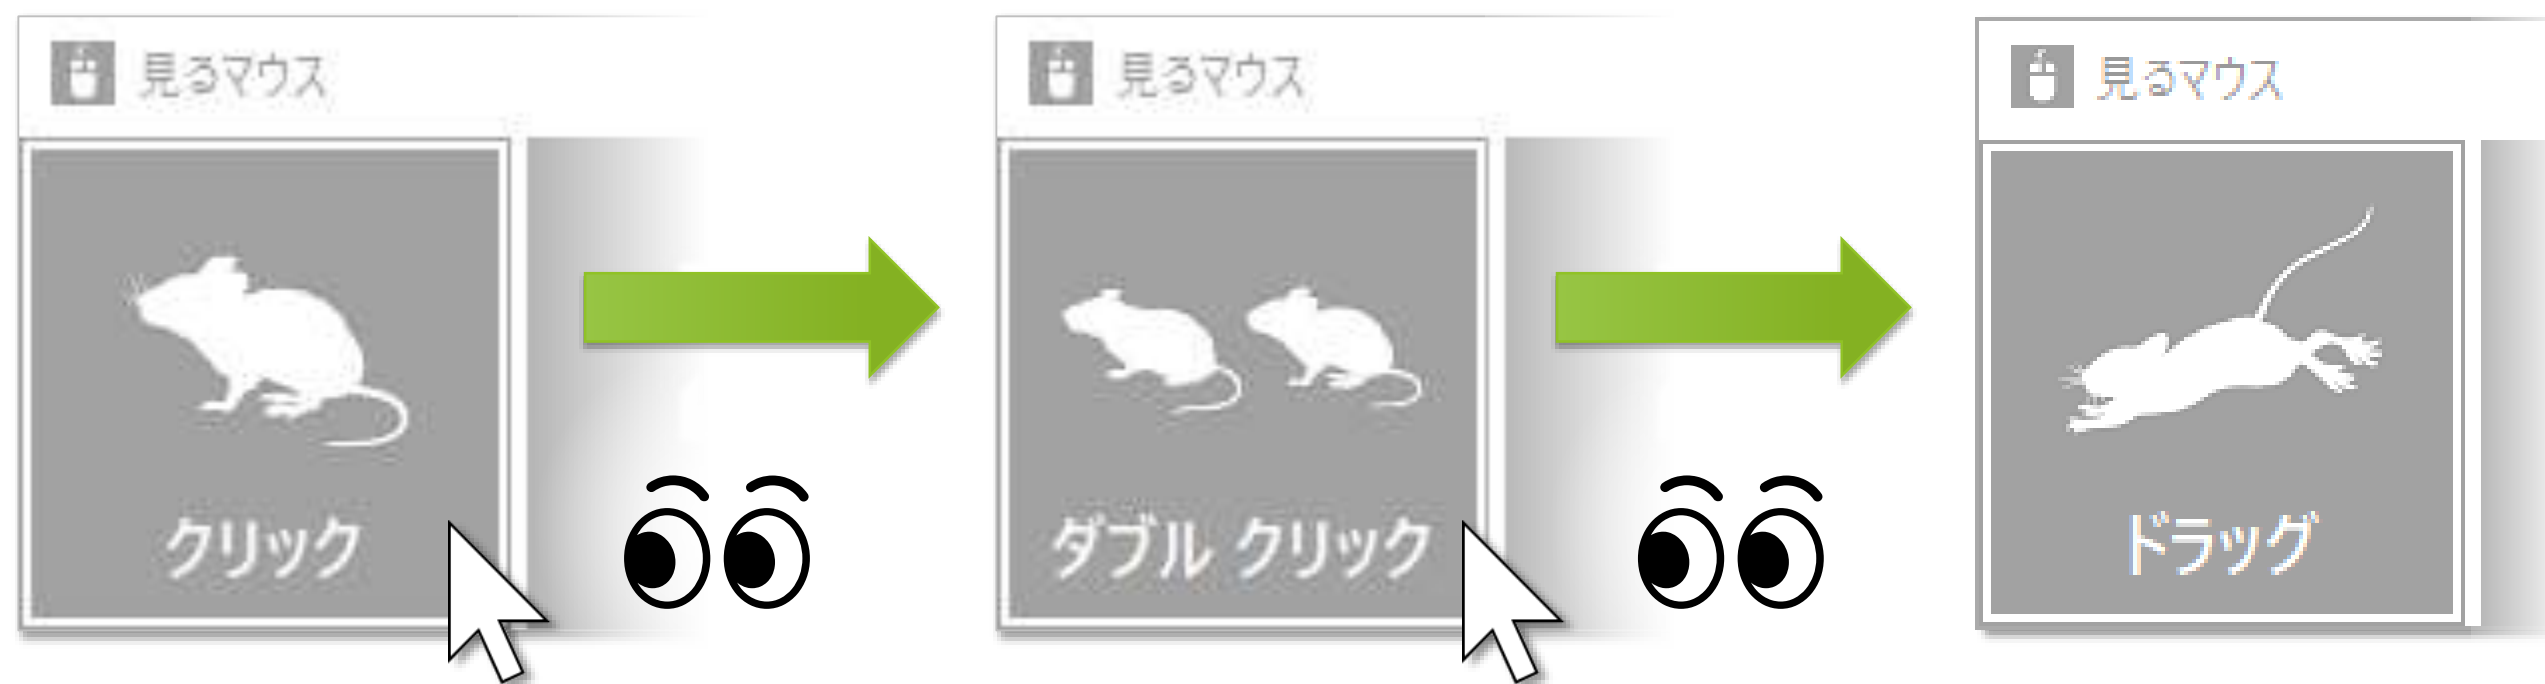 見るマウス
クリック
見るマウス
ダブル クリック
見るマウス
ドラッグ